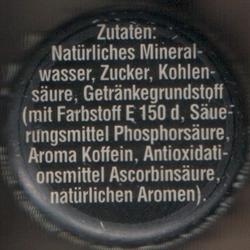 Zutaten:
Natürliches Mineral-
wasser, Zucker, Kohlen-
säure, Getränkegrundstoff
(mit Farbstoff E 150 d, Säue-
rungsmittel Phosphorsäure,
Aroma Koffein, Antioxidati-
onsmittel Ascorbinsäure,
natürlichen Aromen).